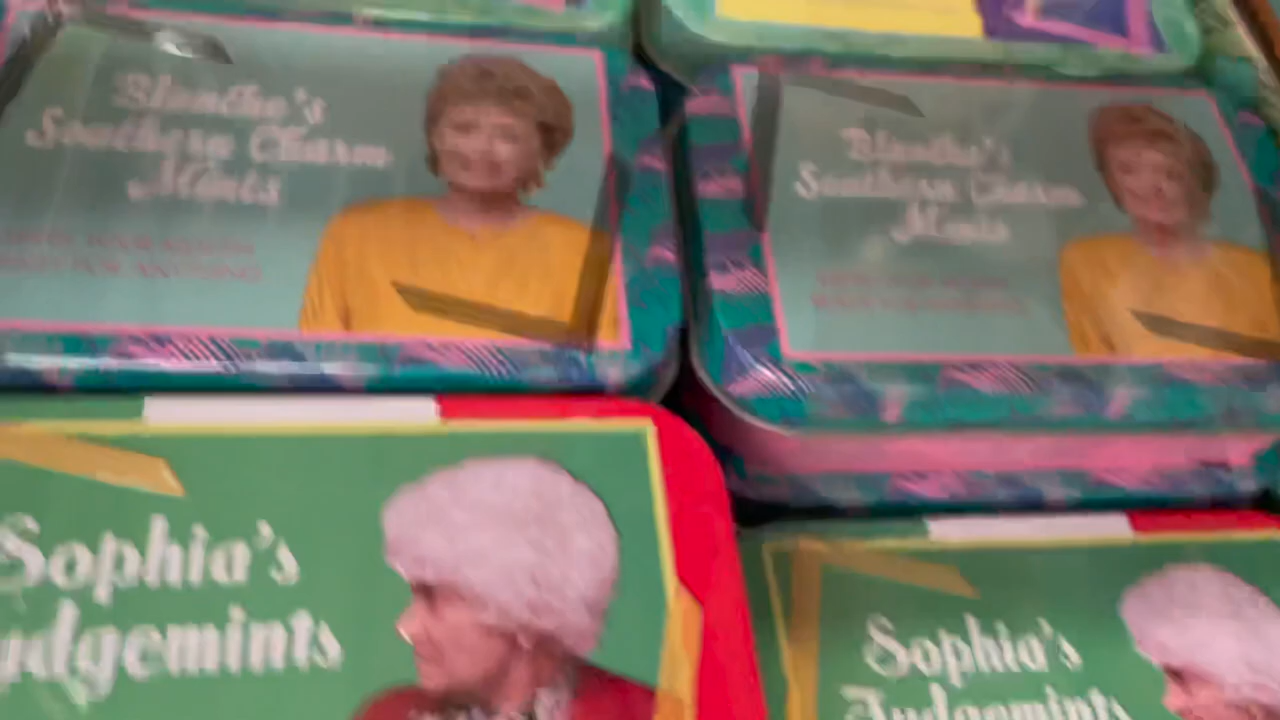 Blanche's
Southern Charm
Mints
Blanche's
Southern Charm
Mints
Sophia's
Judgemints
Sophia's
Judgemints